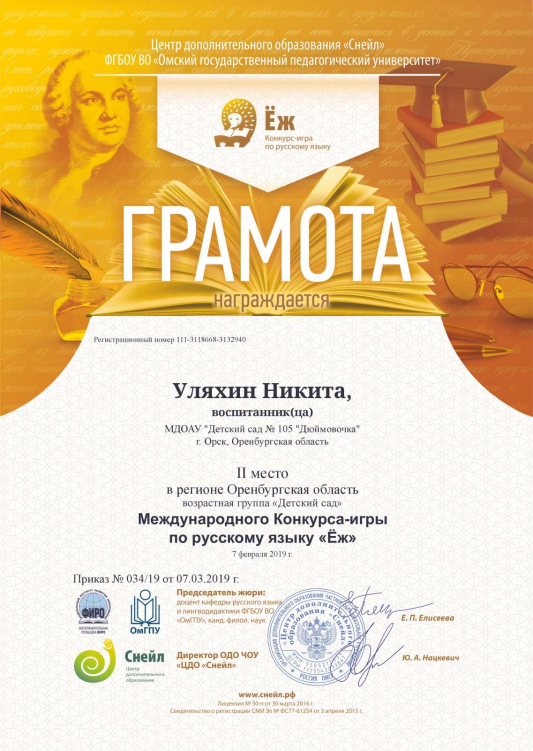 Центр дополнительного образования «Снейл»
ФГБОУ ВО «Омский государственный педагогический университет»
Ёж
Конкурс-игра
по русскому языку
ГРАМОТА
награждается
Регистрационный номер 111-3118668-3132940
Уляхин Никита,
воспитанник(ца)
МДОАУ "Детский сад № 105 "Дюймовочка"
г. Орск, Оренбургская область
II место
в регионе Оренбургская область
возрастная группа «Детский сад»
Международного Конкурса-игры
по русскому языку «Ёж»
7 февраля 2019 г.
Приказ № 034/19 от 07.03.2019 г.
ФИРО
ОмГПУ
Председатель жюри:
доцент кафедры русского языка
и лингводидактики ФГБОУ ВО
«ОмГПУ», канд. филол. наук
Е. П. Елисеева
Центр дополнительного
образования «Снейл»
РОССИЯ
Снейл
Центр
дополнительного
образования
Директор ОДО ЧОУ
«ЦДО «Снейл»
Ю. А. Нацкевич
www.снейл.рф
Лицензия № 50-п от 30 марта 2016 г.
Свидетельство о регистрации СМИ Эл № ФС77-61254 от 3 апреля 2015 г.